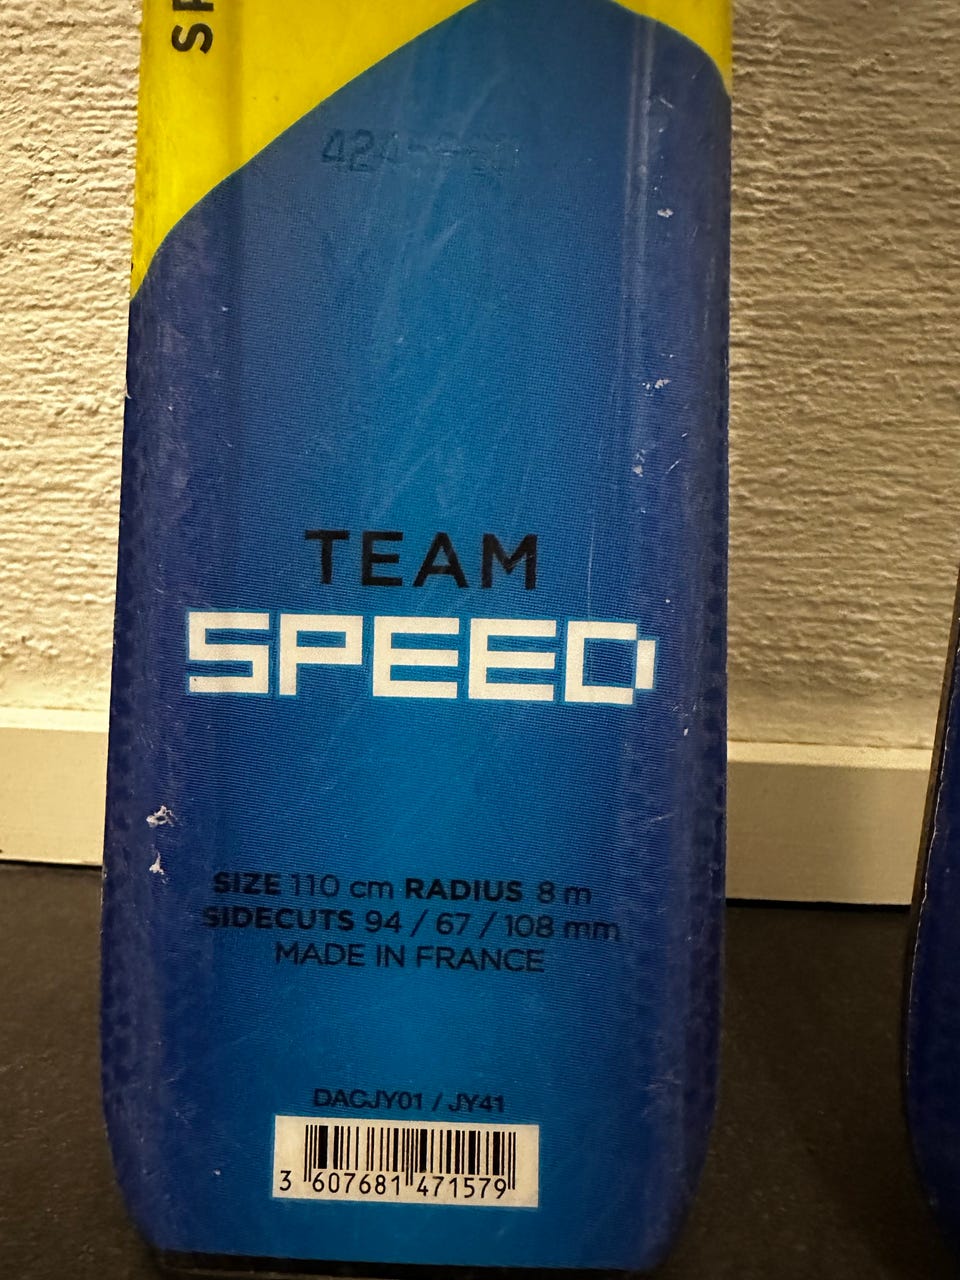 TEAM
SPEED
SIZE 110 cm RADIUS 8 m
SIDECUTS 94 / 67 / 108 mm
MADE IN FRANCE
DACJY01 / JY41
3 607681 471579